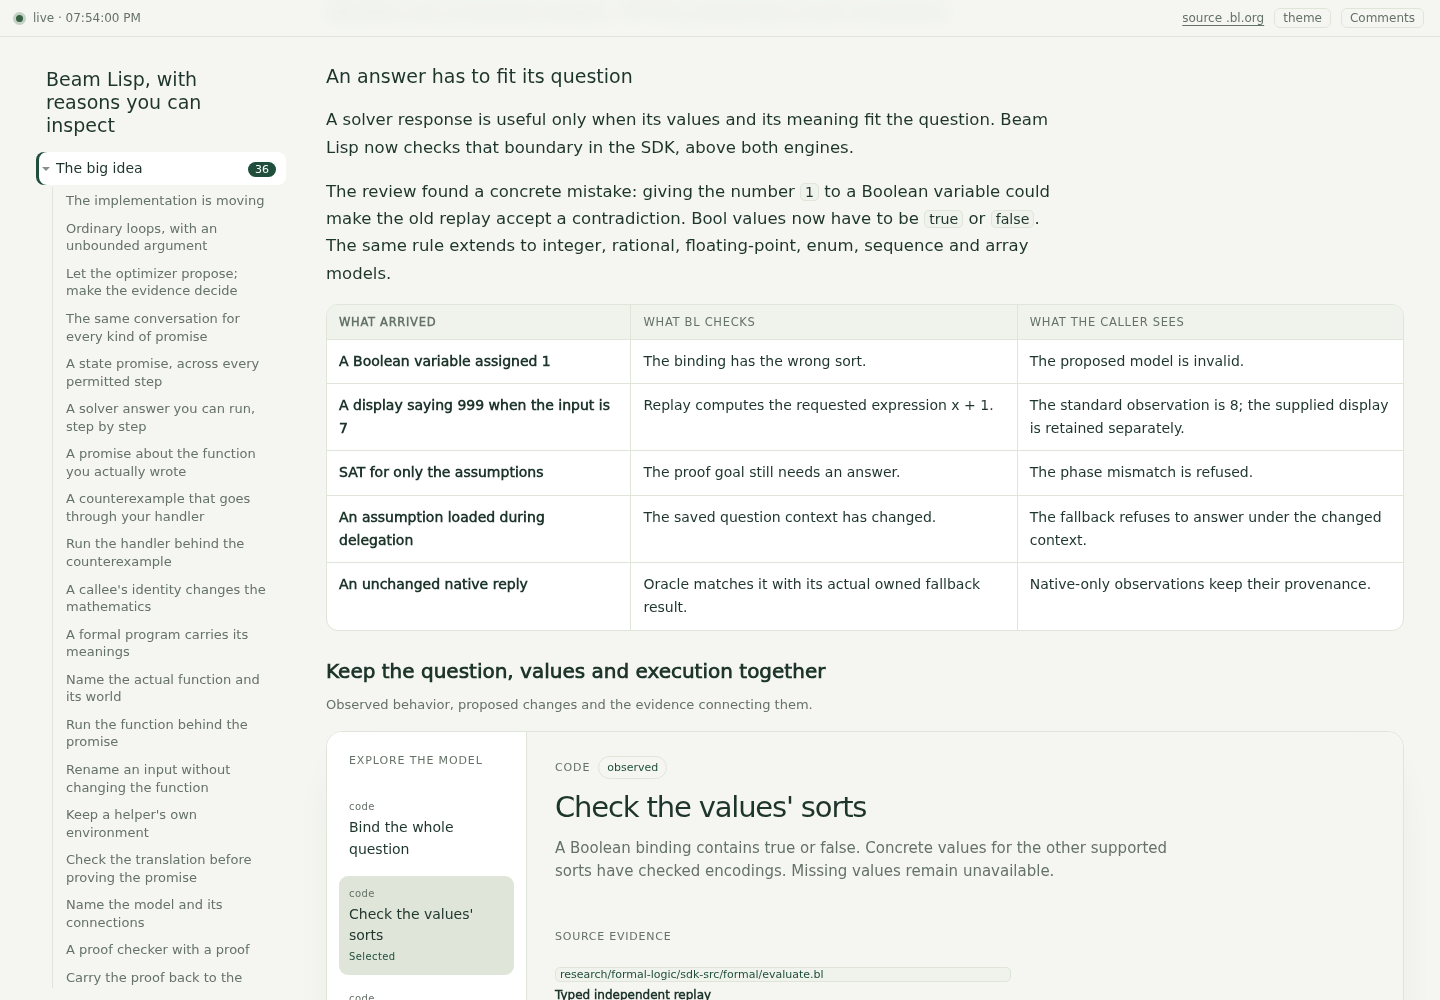 live · 07:54:00 PM
source .bl.org
theme
Comments
Beam Lisp, with
reasons you can
inspect
The big idea
36
The implementation is moving
Ordinary loops, with an
unbounded argument
Let the optimizer propose;
make the evidence decide
The same conversation for
every kind of promise
A state promise, across every
permitted step
A solver answer you can run,
step by step
A promise about the function
you actually wrote
A counterexample that goes
through your handler
Run the handler behind the
counterexample
A callee's identity changes the
mathematics
A formal program carries its
meanings
Name the actual function and
its world
Run the function behind the
promise
Rename an input without
changing the function
Keep a helper's own
environment
Check the translation before
proving the promise
Name the model and its
connections
A proof checker with a proof
Carry the proof back to the
An answer has to fit its question
A solver response is useful only when its values and its meaning fit the question. Beam
Lisp now checks that boundary in the SDK, above both engines.
The review found a concrete mistake: giving the number 1 to a Boolean variable could
make the old replay accept a contradiction. Bool values now have to be true or false.
The same rule extends to integer, rational, floating-point, enum, sequence and array
models.
WHAT ARRIVED
WHAT BL CHECKS
WHAT THE CALLER SEES
A Boolean variable assigned 1
The binding has the wrong sort.
The proposed model is invalid.
A display saying 999 when the input is
7
Replay computes the requested expression x + 1.
The standard observation is 8; the supplied display
is retained separately.
SAT for only the assumptions
The proof goal still needs an answer.
The phase mismatch is refused.
An assumption loaded during
delegation
The saved question context has changed.
The fallback refuses to answer under the changed
context.
An unchanged native reply
Oracle matches it with its actual owned fallback
result.
Native-only observations keep their provenance.
Keep the question, values and execution together
Observed behavior, proposed changes and the evidence connecting them.
EXPLORE THE MODEL
code
Bind the whole
question
code
Check the values'
sorts
Selected
code
CODE
observed
Check the values' sorts
A Boolean binding contains true or false. Concrete values for the other supported
sorts have checked encodings. Missing values remain unavailable.
SOURCE EVIDENCE
research/formal-logic/sdk-src/formal/evaluate.bl
Typed independent replay